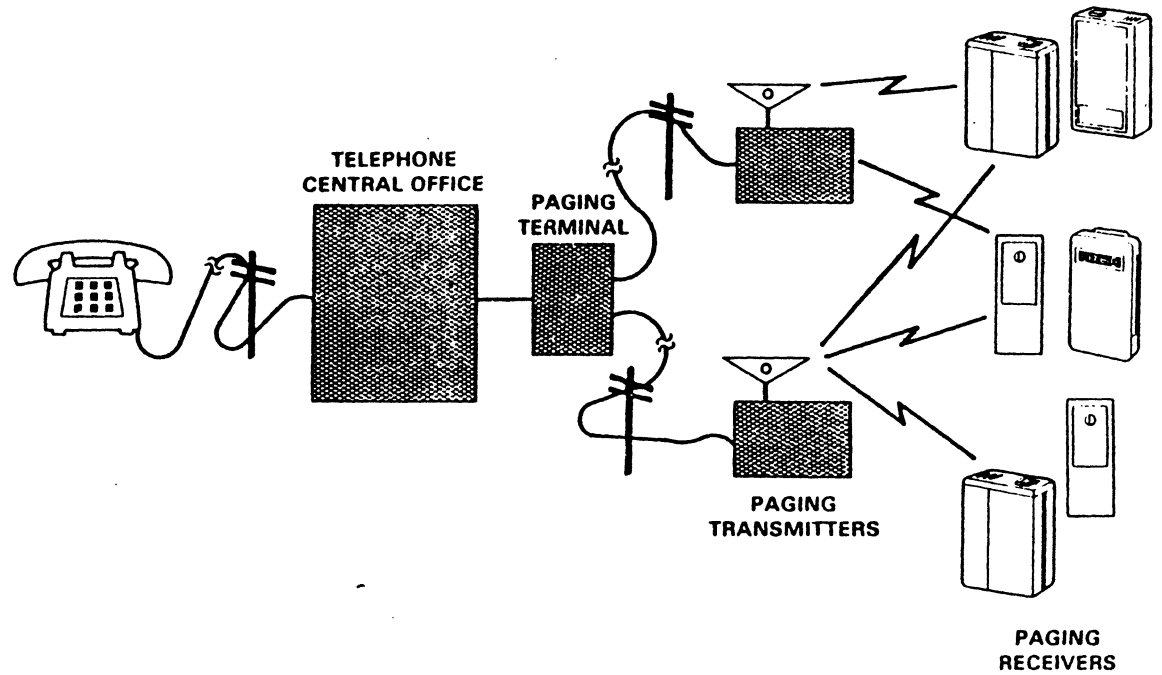 TELEPHONE
CENTRAL OFFICE
PAGING
TERMINAL
PAGING
TRANSMITTERS
PAGING
RECEIVERS